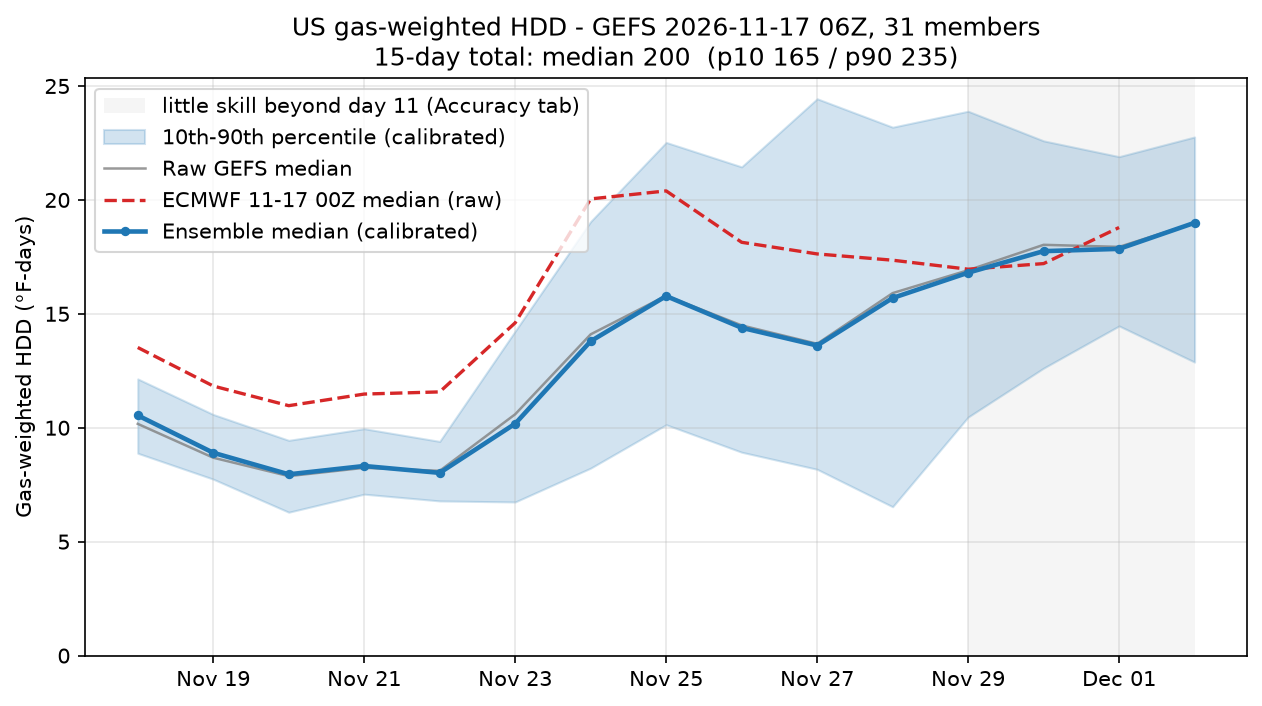 US gas-weighted HDD - GEFS 2026-11-17 06Z, 31 members
15-day total: median 200  (p10 165 / p90 235)
25
20
15
10
5
0
Gas-weighted HDD (°F-days)
little skill beyond day 11 (Accuracy tab)
10th-90th percentile (calibrated)
Raw GEFS median
ECMWF 11-17 00Z median (raw)
Ensemble median (calibrated)
Nov 19
Nov 21
Nov 23
Nov 25
Nov 27
Nov 29
Dec 01